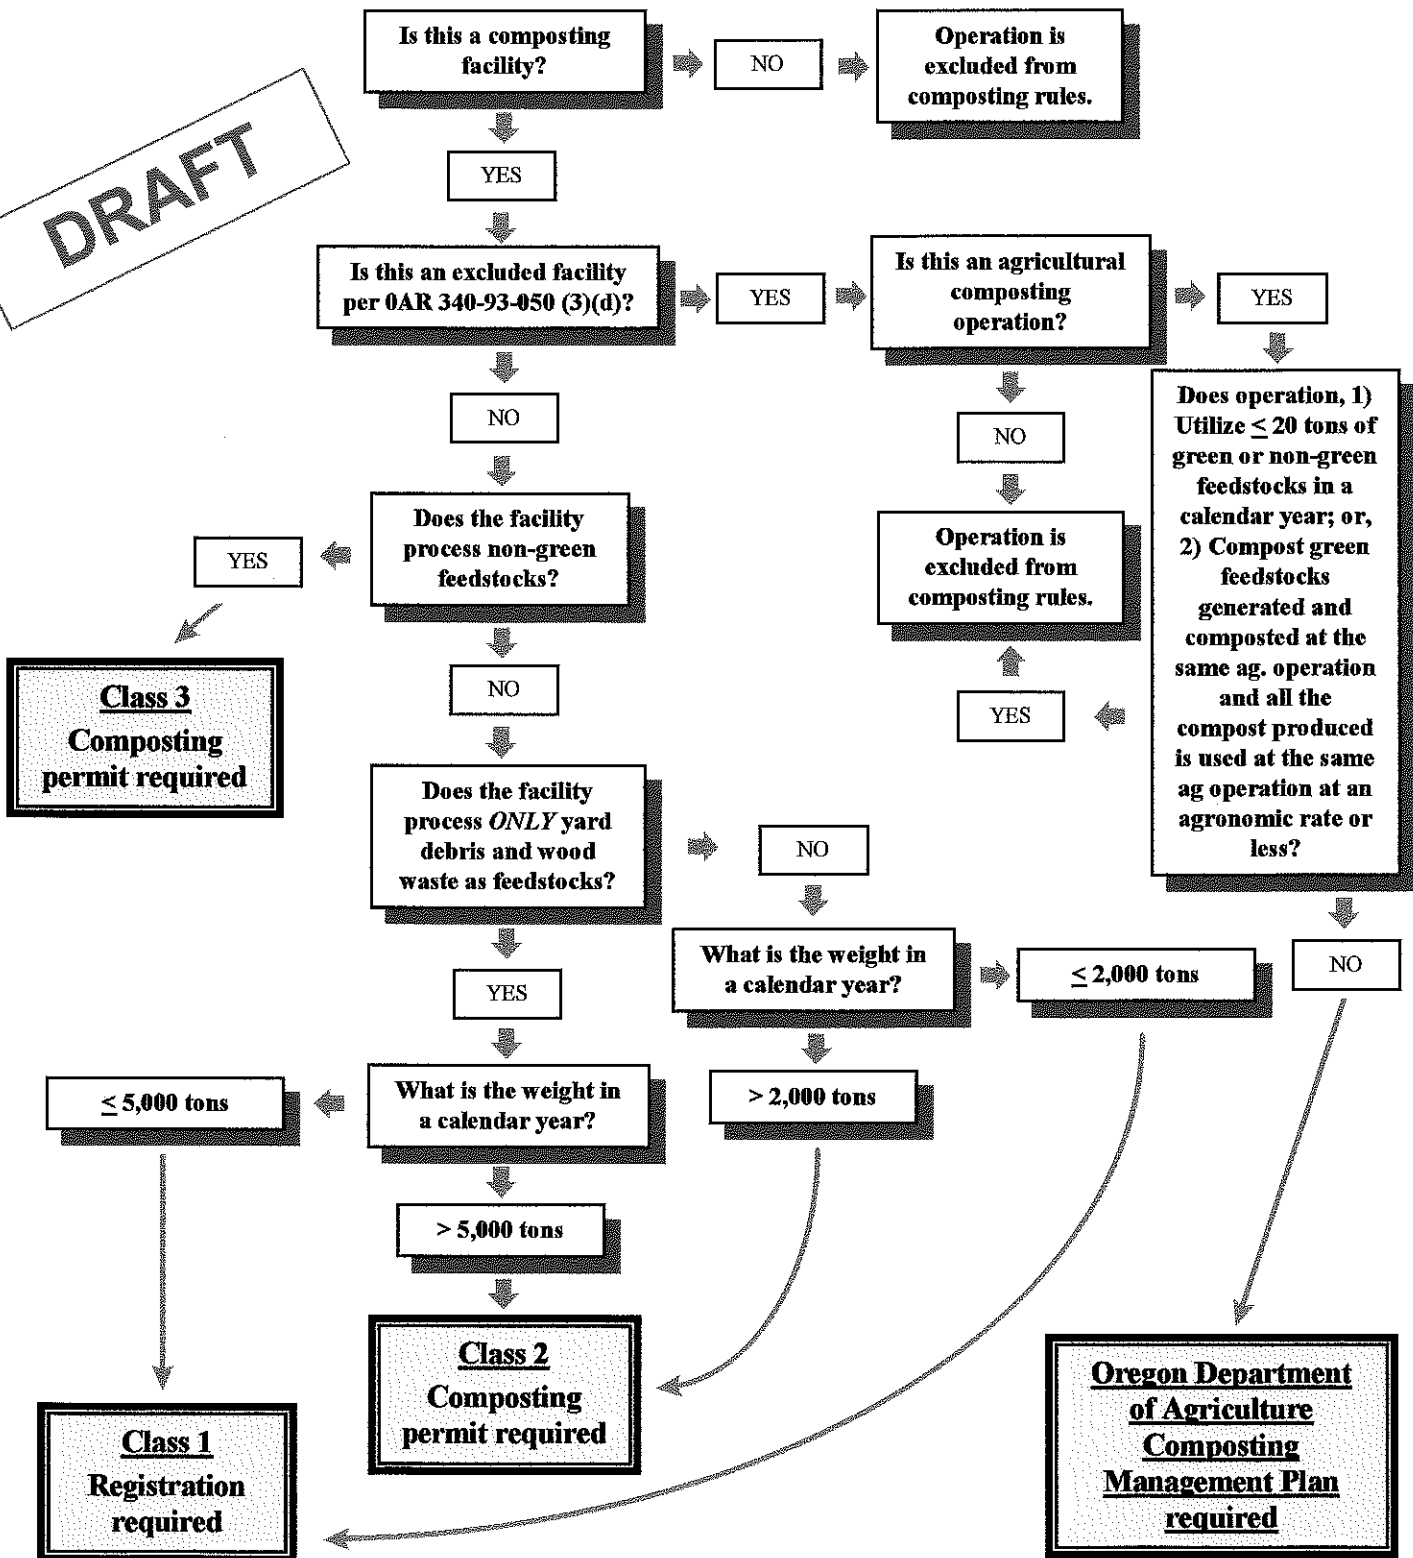 Is this a composting
facility?
NO
Operation is
excluded from
composting rules.
DRAFT
YES
Is this an excluded facility
per 0AR 340-93-050 (3)(d)?
YES
Is this an agricultural
composting
operation?
YES
NO
NO
Does operation, 1)
Utilize ≤ 20 tons of
green or non-green
feedstocks in a
calendar year; or,
2) Compost green
feedstocks
generated and
composted at the
same ag. operation
and all the
compost produced
is used at the same
ag operation at an
agronomic rate or
less?
Does the facility
process non-green
feedstocks?
YES
Operation is
excluded from
composting rules.
Class 3
Composting
permit required
NO
YES
Does the facility
process ONLY yard
debris and wood
waste as feedstocks?
NO
What is the weight in
a calendar year?
≤ 2,000 tons
NO
YES
≤ 5,000 tons
What is the weight in
a calendar year?
> 2,000 tons
> 5,000 tons
Class 2
Composting
permit required
Class 1
Registration
required
Oregon Department
of Agriculture
Composting
Management Plan
required